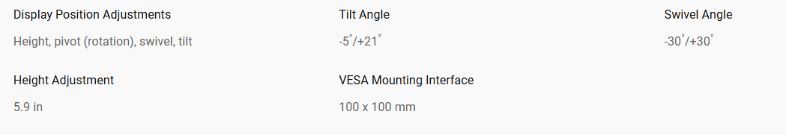 Display Position Adjustments
Tilt Angle
Swivel Angle
Height, pivot (rotation), swivel, tilt
-5°/+21°
-30°/+30°
Height Adjustment
VESA Mounting Interface
5.9 in
100 x 100 mm